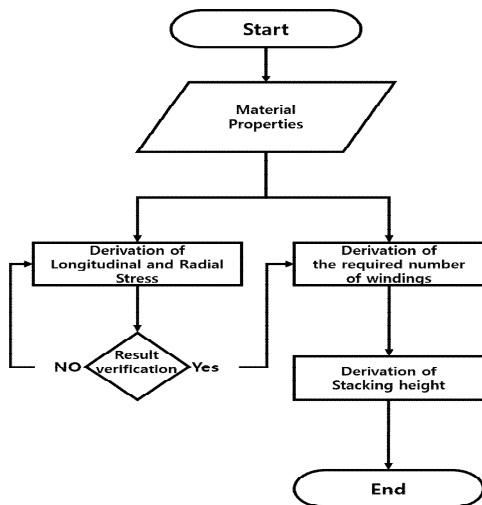 Start
Material
Properties
Derivation of
Longitudinal and Radial
Stress
Derivation of
the required number
of windings
NO
Result
verification
Yes
Derivation of
Stacking height
End